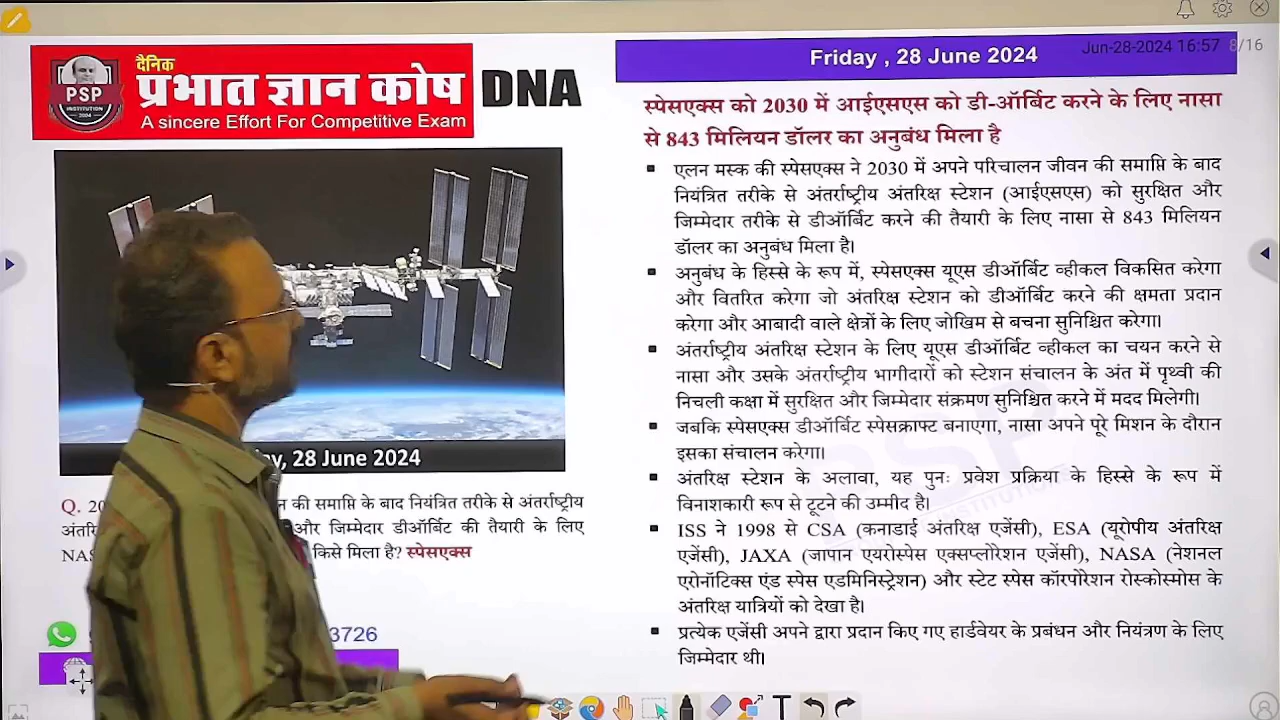 दैनिक
प्रभात ज्ञान कोष DNA
A sincere Effort For Competitive Exam
PSP
INSTITUTION
2004
Friday , 28 June 2024
Jun-28-2024 16:57 8/16
स्पेसएक्स को 2030 में आईएसएस को डी-ऑर्बिट करने के लिए नासा
से 843 मिलियन डॉलर का अनुबंध मिला है
एलन मस्क की स्पेसएक्स ने 2030 में अपने परिचालन जीवन की समाप्ति के बाद
नियंत्रित तरीके से अंतर्राष्ट्रीय अंतरिक्ष स्टेशन (आईएसएस) को सुरक्षित और
जिम्मेदार तरीके से डीऑर्बिट करने की तैयारी के लिए नासा से 843 मिलियन
डॉलर का अनुबंध मिला है।
अनुबंध के हिस्से के रूप में, स्पेसएक्स यूएस डीऑर्बिट व्हीकल विकसित करेगा
और वितरित करेगा जो अंतरिक्ष स्टेशन को डीऑर्बिट करने की क्षमता प्रदान
करेगा और आबादी वाले क्षेत्रों के लिए जोखिम से बचना सुनिश्चित करेगा।
अंतर्राष्ट्रीय अंतरिक्ष स्टेशन के लिए यूएस डीऑर्बिट व्हीकल का चयन करने से
नासा और उसके अंतर्राष्ट्रीय भागीदारों को स्टेशन संचालन के अंत में पृथ्वी की
निचली कक्षा में सुरक्षित और जिम्मेदार संक्रमण सुनिश्चित करने में मदद मिलेगी।
जबकि स्पेसएक्स डीऑर्बिट स्पेसक्राफ्ट बनाएगा, नासा अपने पूरे मिशन के दौरान
इसका संचालन करेगा।
अंतरिक्ष स्टेशन के अलावा, यह पुनः प्रवेश प्रक्रिया के हिस्से के रूप में
विनाशकारी रूप से टूटने की उम्मीद है।
ISS ने 1998 से CSA (कनाडाई अंतरिक्ष एजेंसी), ESA (यूरोपीय अंतरिक्ष
एजेंसी), JAXA (जापान एयरोस्पेस एक्सप्लोरेशन एजेंसी), NASA (नेशनल
एरोनॉटिक्स एंड स्पेस एडमिनिस्ट्रेशन) और स्टेट स्पेस कॉरपोरेशन रोस्कोस्मोस के
अंतरिक्ष यात्रियों को देखा है।
प्रत्येक एजेंसी अपने द्वारा प्रदान किए गए हार्डवेयर के प्रबंधन और नियंत्रण के लिए
जिम्मेदार थी।
28 June 2024
Q. की समाप्ति के बाद नियंत्रित तरीके से अंतर्राष्ट्रीय
और जिम्मेदार डीऑर्बिट की तैयारी के लिए
किसे मिला है? स्पेसएक्स
3726